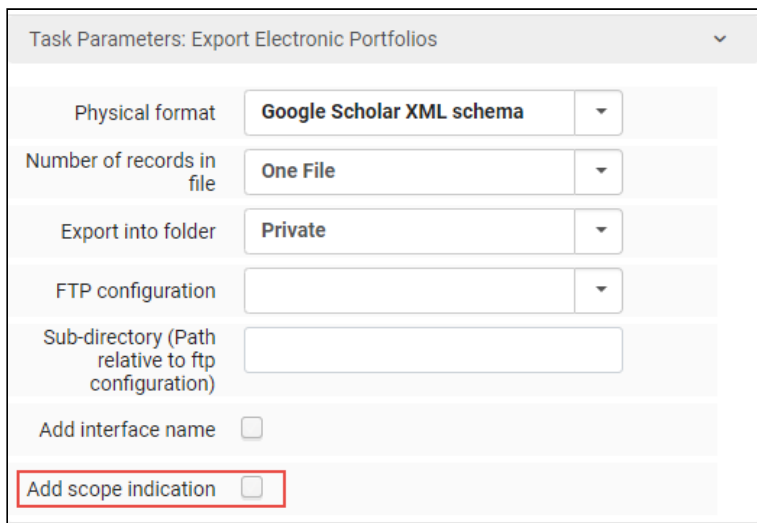 Task Parameters: Export Electronic Portfolios
Physical format Google Scholar XML schema
Number of records in
file One File
Export into folder Private
FTP configuration
Sub-directory (Path
relative to ftp
configuration)
Add interface name
Add scope indication